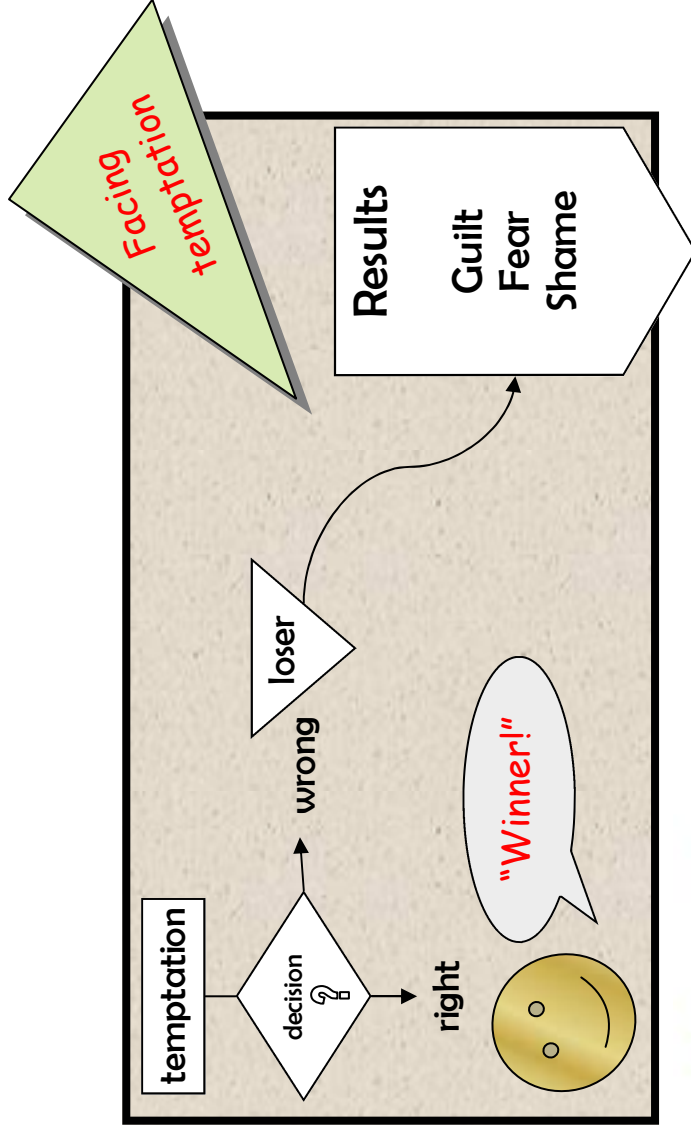 Facing
temptation
temptation
decision
?
wrong
loser
right
"Winner!"
Results
Guilt
Fear
Shame